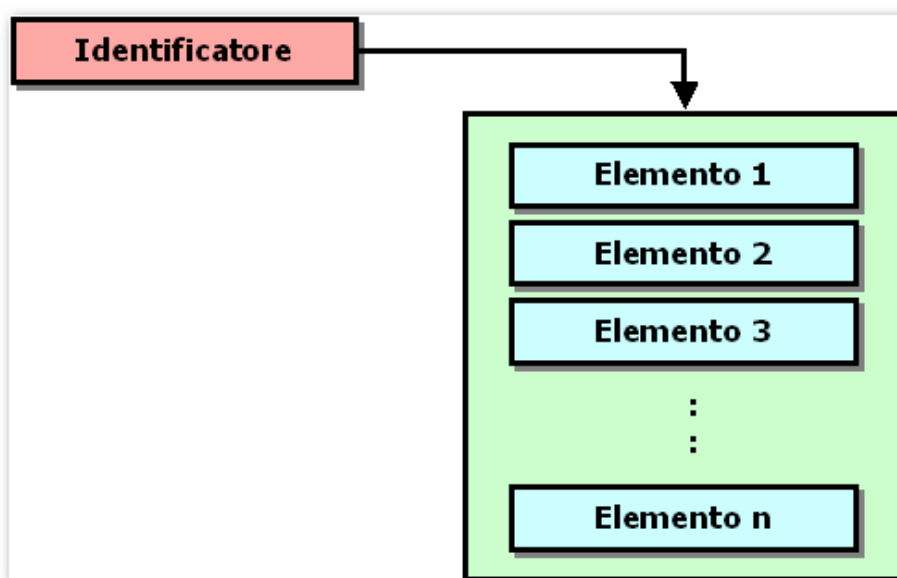 Identificatore
Elemento 1
Elemento 2
Elemento 3
:
:
Elemento n